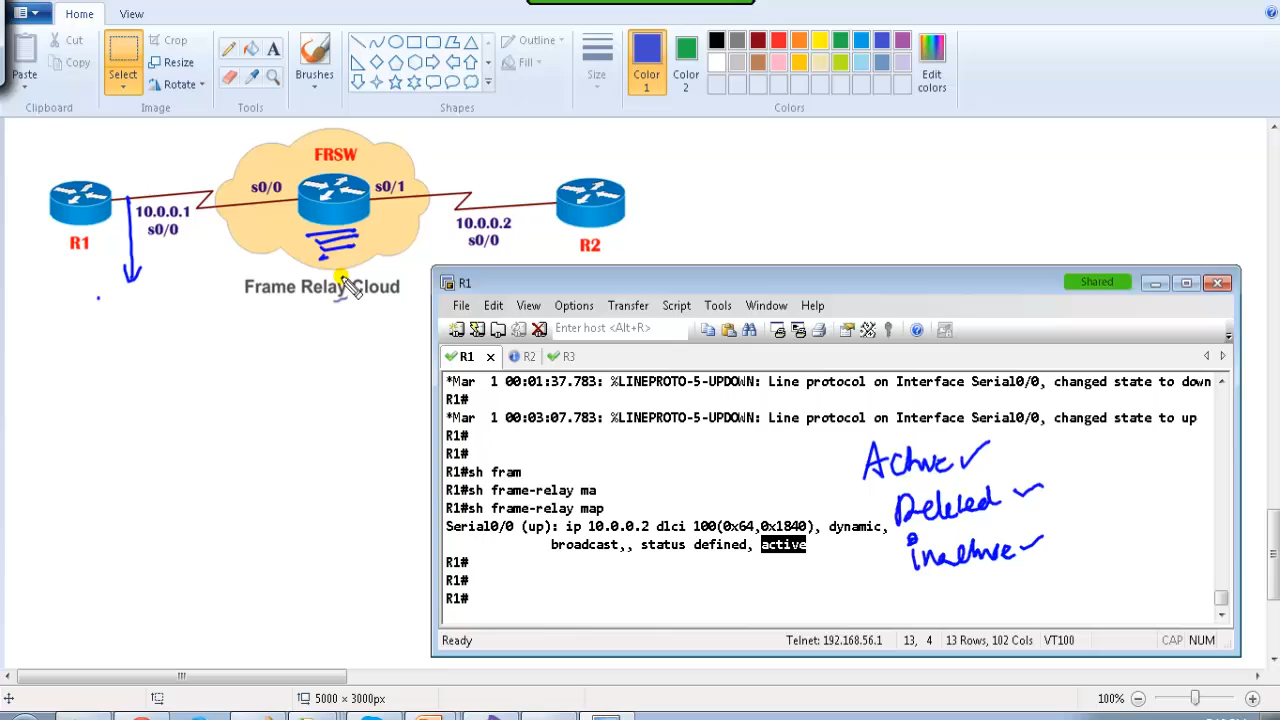 Home
View
Paste
Cut
Copy
Clipboard
Select
Crop
Resize
Rotate
Image
A
Tools
Brushes
Shapes
Outline
Fill
Size
Color 1
Color 2
Edit colors
Colors
FRSW
s0/0
s0/1
10.0.0.1
s0/0
10.0.0.2
s0/0
R1
R2
Frame Relay Cloud
R1
Shared
File Edit View Options Transfer Script Tools Window Help
Enter host <Alt+R>
R1 R2 R3
*Mar 1 00:01:37.783: %LINEPROTO-5-UPDOWN: Line protocol on Interface Serial0/0, changed state to down
R1#
*Mar 1 00:03:07.783: %LINEPROTO-5-UPDOWN: Line protocol on Interface Serial0/0, changed state to up
R1#
R1#
R1#sh fram
R1#sh frame-relay ma
R1#sh frame-relay map
Serial0/0 (up): ip 10.0.0.2 dlci 100(0x64,0x1840), dynamic,
broadcast,, status defined, active
R1#
R1#
R1#
Active
Deleted
inactive
Ready
Telnet: 192.168.56.1 13, 4 13 Rows, 102 Cols VT100 CAP NUM
5000 × 3000px
100%